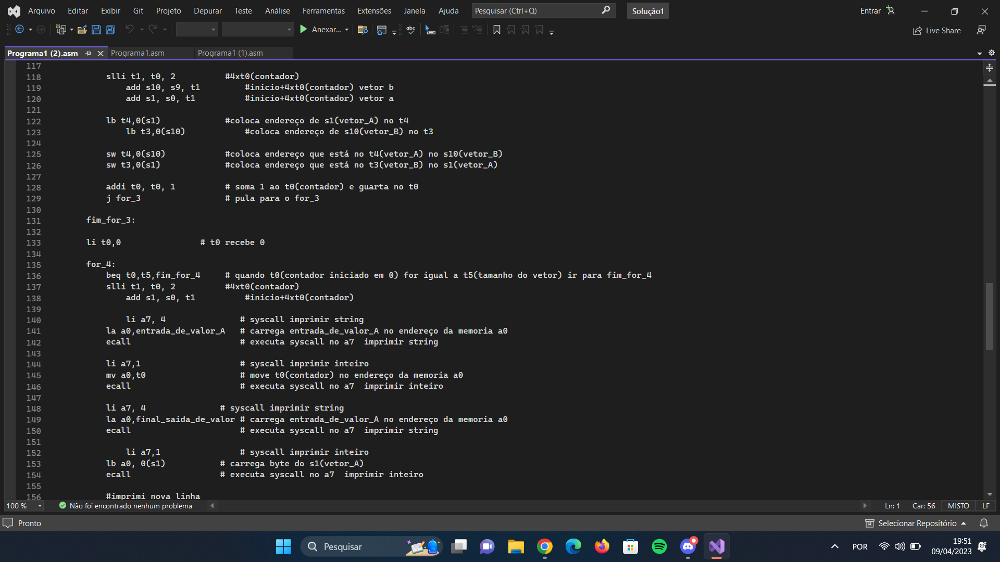 Arquivo Editar Exibir Git Projeto Depurar Teste Análise Ferramentas Extensões Janela Ajuda Pesquisar (Ctrl+Q) Solução1 Entrar
Anexar... Live Share
Programa1 (2).asm Programa1.asm Programa1 (1).asm
117
118 slli t1, t0, 2 #4xt0(contador)
119 add s10, s9, t1 #inicio+4xt0(contador) vetor b
120 add s1, s0, t1 #inicio+4xt0(contador) vetor a
121
122 lb t4,0(s1) #coloca endereço de s1(vetor_A) no t4
123 lb t3,0(s10) #coloca endereço de s10(vetor_B) no t3
124
125 sw t4,0(s10) #coloca endereço que está no t4(vetor_A) no s10(vetor_B)
126 sw t3,0(s1) #coloca endereço que está no t3(vetor_B) no s1(vetor_A)
127
128 addi t0, t0, 1 # soma 1 ao t0(contador) e guarta no t0
129 j for_3 # pula para o for_3
130
131 fim_for_3:
132
133 li t0,0 # t0 recebe 0
134
135 for_4:
136 beq t0,t5,fim_for_4 # quando t0(contador iniciado em 0) for igual a t5(tamanho do vetor) ir para fim_for_4
137 slli t1, t0, 2 #4xt0(contador)
138 add s1, s0, t1 #inicio+4xt0(contador)
139
140 li a7, 4 # syscall imprimir string
141 la a0,entrada_de_valor_A # carrega entrada_de_valor_A no endereço da memoria a0
142 ecall # executa syscall no a7 imprimir string
143
144 li a7,1 # syscall imprimir inteiro
145 mv a0,t0 # move t0(contador) no endereço da memoria a0
146 ecall # executa syscall no a7 imprimir inteiro
147
148 li a7, 4 # syscall imprimir string
149 la a0,final_saida_de_valor # carrega entrada_de_valor_A no endereço da memoria a0
150 ecall # executa syscall no a7 imprimir string
151
152 li a7,1 # syscall imprimir inteiro
153 lb a0, 0(s1) # carrega byte do s1(vetor_A)
154 ecall # executa syscall no a7 imprimir inteiro
155
156 #imprimi nova linha
100 % Não foi encontrado nenhum problema Ln: 1 Car: 56 MISTO LF
Pronto Selecionar Repositório
Pesquisar POR 19:51
09/04/2023